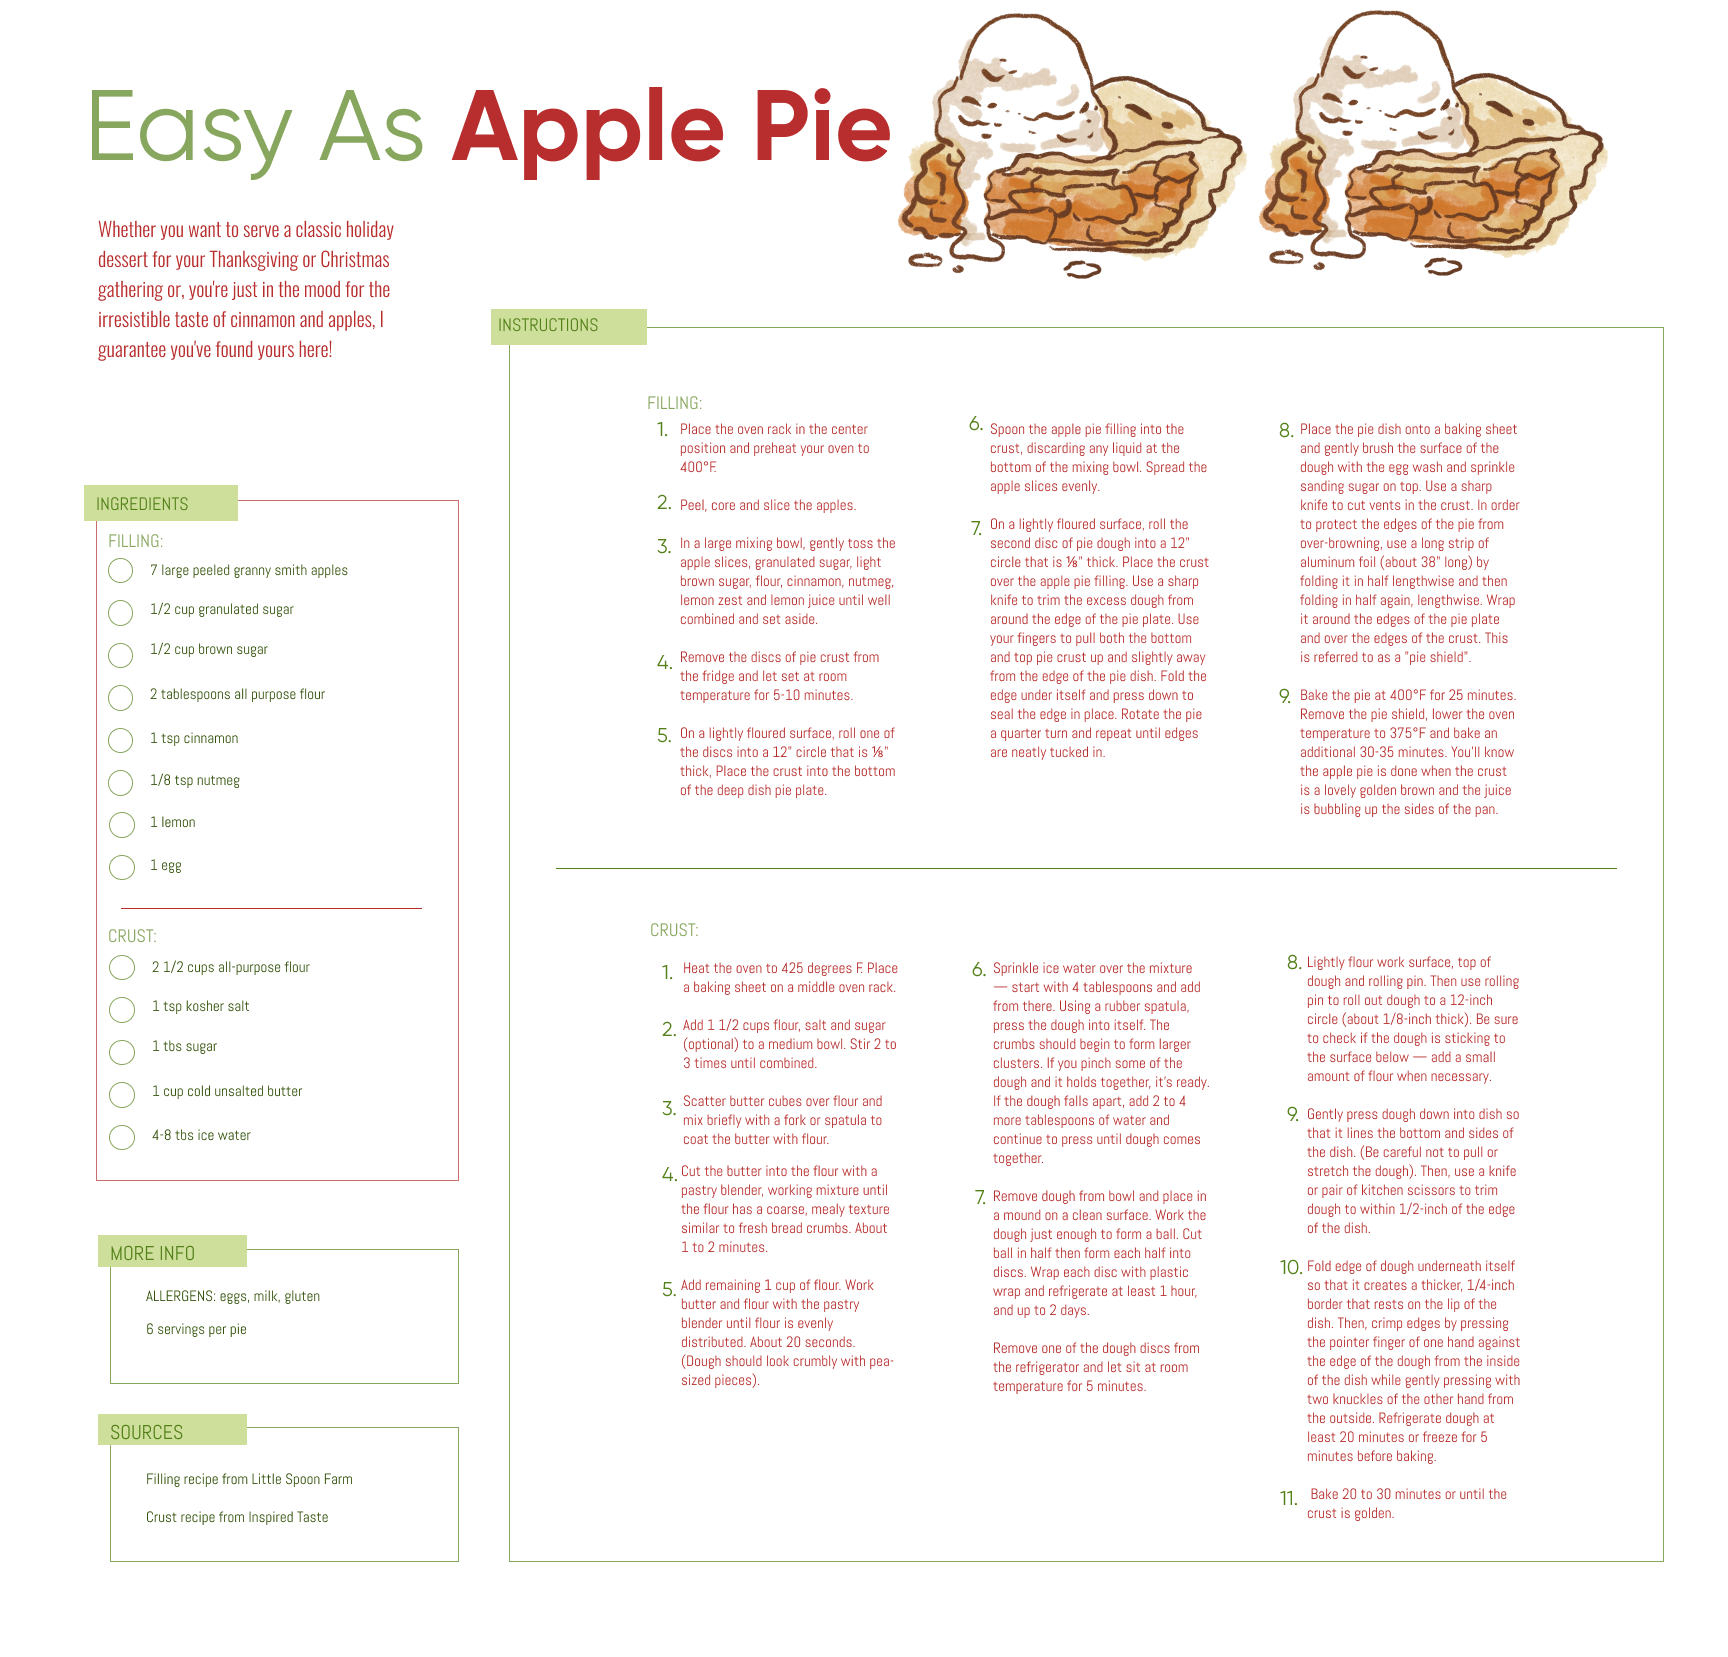 Easy As Apple Pie
Whether you want to serve a classic holiday
dessert for your Thanksgiving or Christmas
gathering or, you're just in the mood for the
irresistible taste of cinnamon and apples, I
guarantee you've found yours here!
INGREDIENTS
FILLING:
7 large peeled granny smith apples
1/2 cup granulated sugar
1/2 cup brown sugar
2 tablespoons all purpose flour
1 tsp cinnamon
1/8 tsp nutmeg
1 lemon
1 egg
CRUST:
2 1/2 cups all-purpose flour
1 tsp kosher salt
1 tbs sugar
1 cup cold unsalted butter
4-8 tbs ice water
MORE INFO
ALLERGENS: eggs, milk, gluten
6 servings per pie
SOURCES
Filling recipe from Little Spoon Farm
Crust recipe from Inspired Taste
INSTRUCTIONS
FILLING:
1. Place the oven rack in the center
position and preheat your oven to
400°F.
2. Peel, core and slice the apples.
3. In a large mixing bowl, gently toss the
apple slices, granulated sugar, light
brown sugar, flour, cinnamon, nutmeg,
lemon zest and lemon juice until well
combined and set aside.
4. Remove the discs of pie crust from
the fridge and let set at room
temperature for 5-10 minutes.
5. On a lightly floured surface, roll one of
the discs into a 12" circle that is ⅛"
thick, Place the crust into the bottom
of the deep dish pie plate.
6. Spoon the apple pie filling into the
crust, discarding any liquid at the
bottom of the mixing bowl. Spread the
apple slices evenly.
7. On a lightly floured surface, roll the
second disc of pie dough into a 12"
circle that is ⅛" thick. Place the crust
over the apple pie filling. Use a sharp
knife to trim the excess dough from
around the edge of the pie plate. Use
your fingers to pull both the bottom
and top pie crust up and slightly away
from the edge of the pie dish. Fold the
edge under itself and press down to
seal the edge in place. Rotate the pie
a quarter turn and repeat until edges
are neatly tucked in.
8. Place the pie dish onto a baking sheet
and gently brush the surface of the
dough with the egg wash and sprinkle
sanding sugar on top. Use a sharp
knife to cut vents in the crust. In order
to protect the edges of the pie from
over-browning, use a long strip of
aluminum foil (about 38" long) by
folding it in half lengthwise and then
folding in half again, lengthwise. Wrap
it around the edges of the pie plate
and over the edges of the crust. This
is referred to as a "pie shield".
9. Bake the pie at 400°F for 25 minutes.
Remove the pie shield, lower the oven
temperature to 375°F and bake an
additional 30-35 minutes. You'll know
the apple pie is done when the crust
is a lovely golden brown and the juice
is bubbling up the sides of the pan.
CRUST:
1. Heat the oven to 425 degrees F. Place
a baking sheet on a middle oven rack.
2. Add 1 1/2 cups flour, salt and sugar
(optional) to a medium bowl. Stir 2 to
3 times until combined.
3. Scatter butter cubes over flour and
mix briefly with a fork or spatula to
coat the butter with flour.
4. Cut the butter into the flour with a
pastry blender, working mixture until
the flour has a coarse, mealy texture
similar to fresh bread crumbs. About
1 to 2 minutes.
5. Add remaining 1 cup of flour. Work
butter and flour with the pastry
blender until flour is evenly
distributed. About 20 seconds.
(Dough should look crumbly with pea-
sized pieces).
6. Sprinkle ice water over the mixture
— start with 4 tablespoons and add
from there. Using a rubber spatula,
press the dough into itself. The
crumbs should begin to form larger
clusters. If you pinch some of the
dough and it holds together, it's ready.
If the dough falls apart, add 2 to 4
more tablespoons of water and
continue to press until dough comes
together.
7. Remove dough from bowl and place in
a mound on a clean surface. Work the
dough just enough to form a ball. Cut
ball in half then form each half into
discs. Wrap each disc with plastic
wrap and refrigerate at least 1 hour,
and up to 2 days.
Remove one of the dough discs from
the refrigerator and let sit at room
temperature for 5 minutes.
8. Lightly flour work surface, top of
dough and rolling pin. Then use rolling
pin to roll out dough to a 12-inch
circle (about 1/8-inch thick). Be sure
to check if the dough is sticking to
the surface below — add a small
amount of flour when necessary.
9. Gently press dough down into dish so
that it lines the bottom and sides of
the dish. (Be careful not to pull or
stretch the dough). Then, use a knife
or pair of kitchen scissors to trim
dough to within 1/2-inch of the edge
of the dish.
10. Fold edge of dough underneath itself
so that it creates a thicker, 1/4-inch
border that rests on the lip of the
dish. Then, crimp edges by pressing
the pointer finger of one hand against
the edge of the dough from the inside
of the dish while gently pressing with
two knuckles of the other hand from
the outside. Refrigerate dough at
least 20 minutes or freeze for 5
minutes before baking.
11. Bake 20 to 30 minutes or until the
crust is golden.